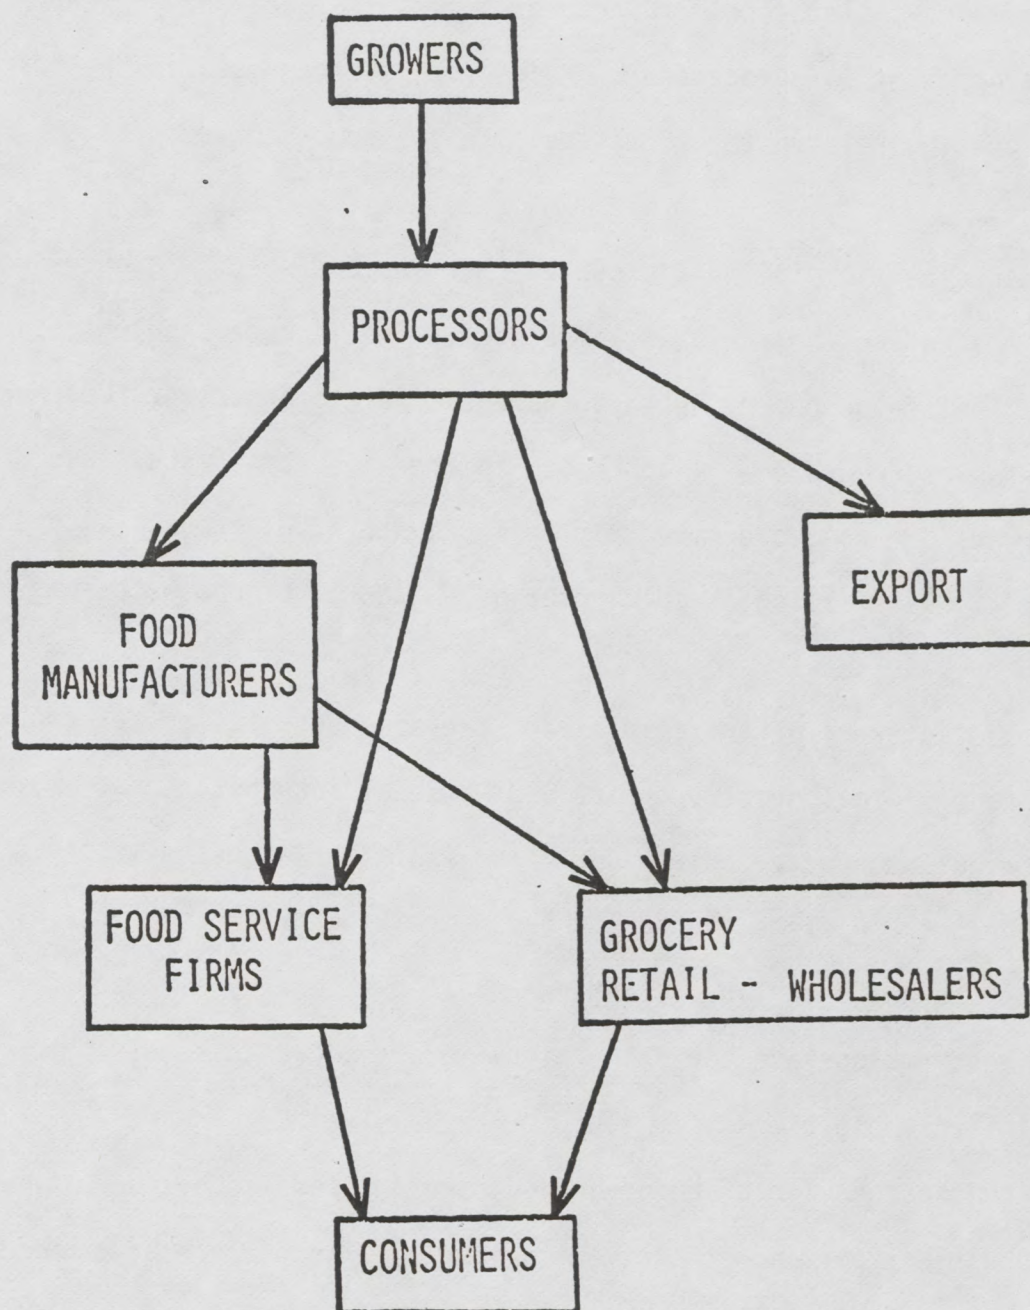 GROWERS
PROCESSORS
EXPORT
FOOD
MANUFACTURERS
FOOD SERVICE
FIRMS
GROCERY
RETAIL - WHOLESALERS
CONSUMERS